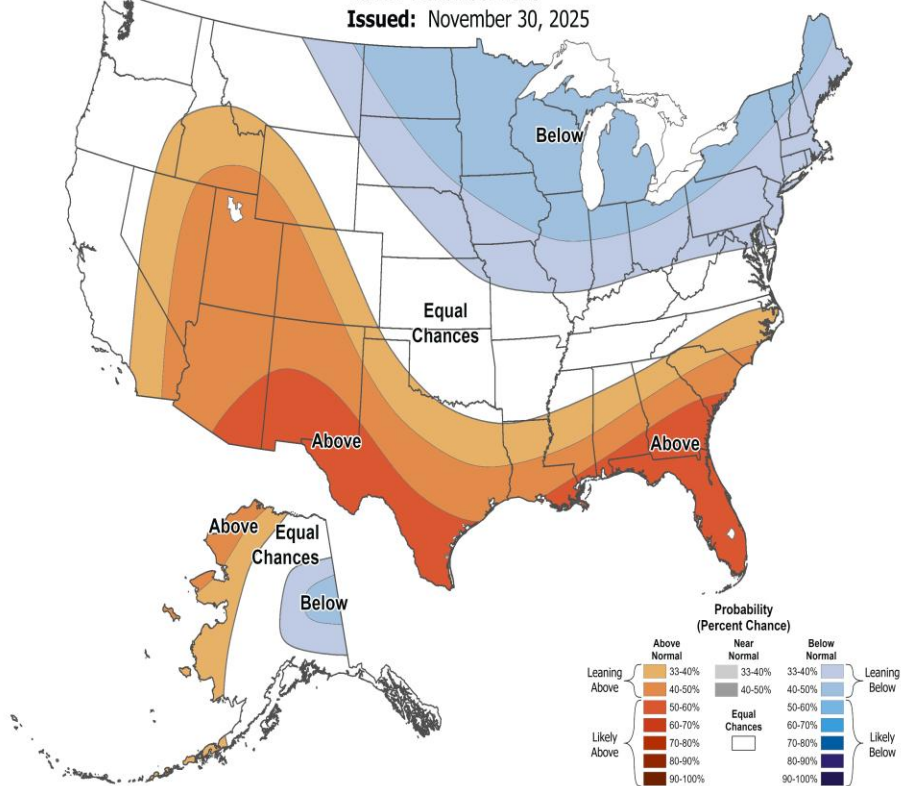 Issued: November 30, 2025
Below
Equal
Chances
Above
Above
Above
Equal
Chances
Below
Probability
(Percent Chance)
Above
Normal
Near
Normal
Below
Normal
Leaning
Above
33-40%
33-40%
33-40%
Leaning
Below
40-50%
40-50%
40-50%
Likely
Above
50-60%
Equal
Chances
50-60%
Likely
Below
60-70%
60-70%
70-80%
70-80%
80-90%
80-90%
90-100%
90-100%